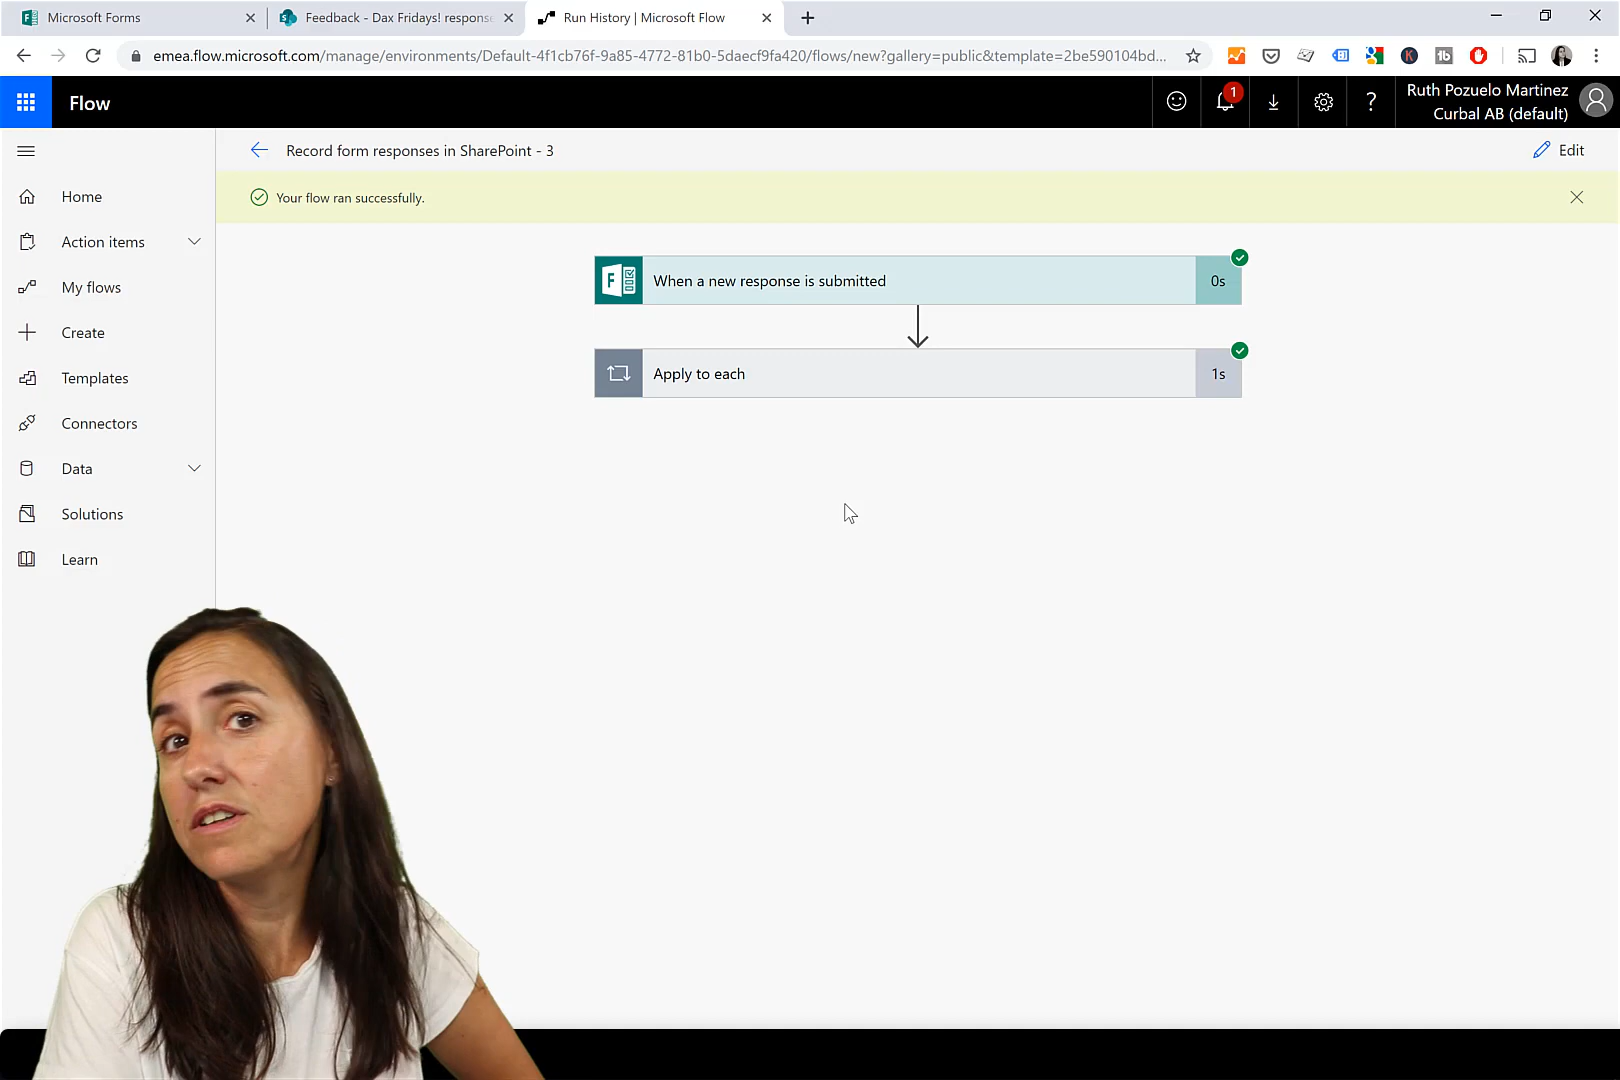 Microsoft Forms
Feedback - Dax Fridays! respons
Run History | Microsoft Flow
emea.flow.microsoft.com/manage/environments/Default-4f1cb76f-9a85-4772-81b0-5daecf9fa420/flows/new?gallery=public&template=2be590104bd...
Flow
1
?
Ruth Pozuelo Martinez
Curbal AB (default)
Record form responses in SharePoint - 3
Edit
Your flow ran successfully.
Home
Action items
My flows
Create
Templates
Connectors
Data
Solutions
Learn
F
When a new response is submitted
0s
Apply to each
1s